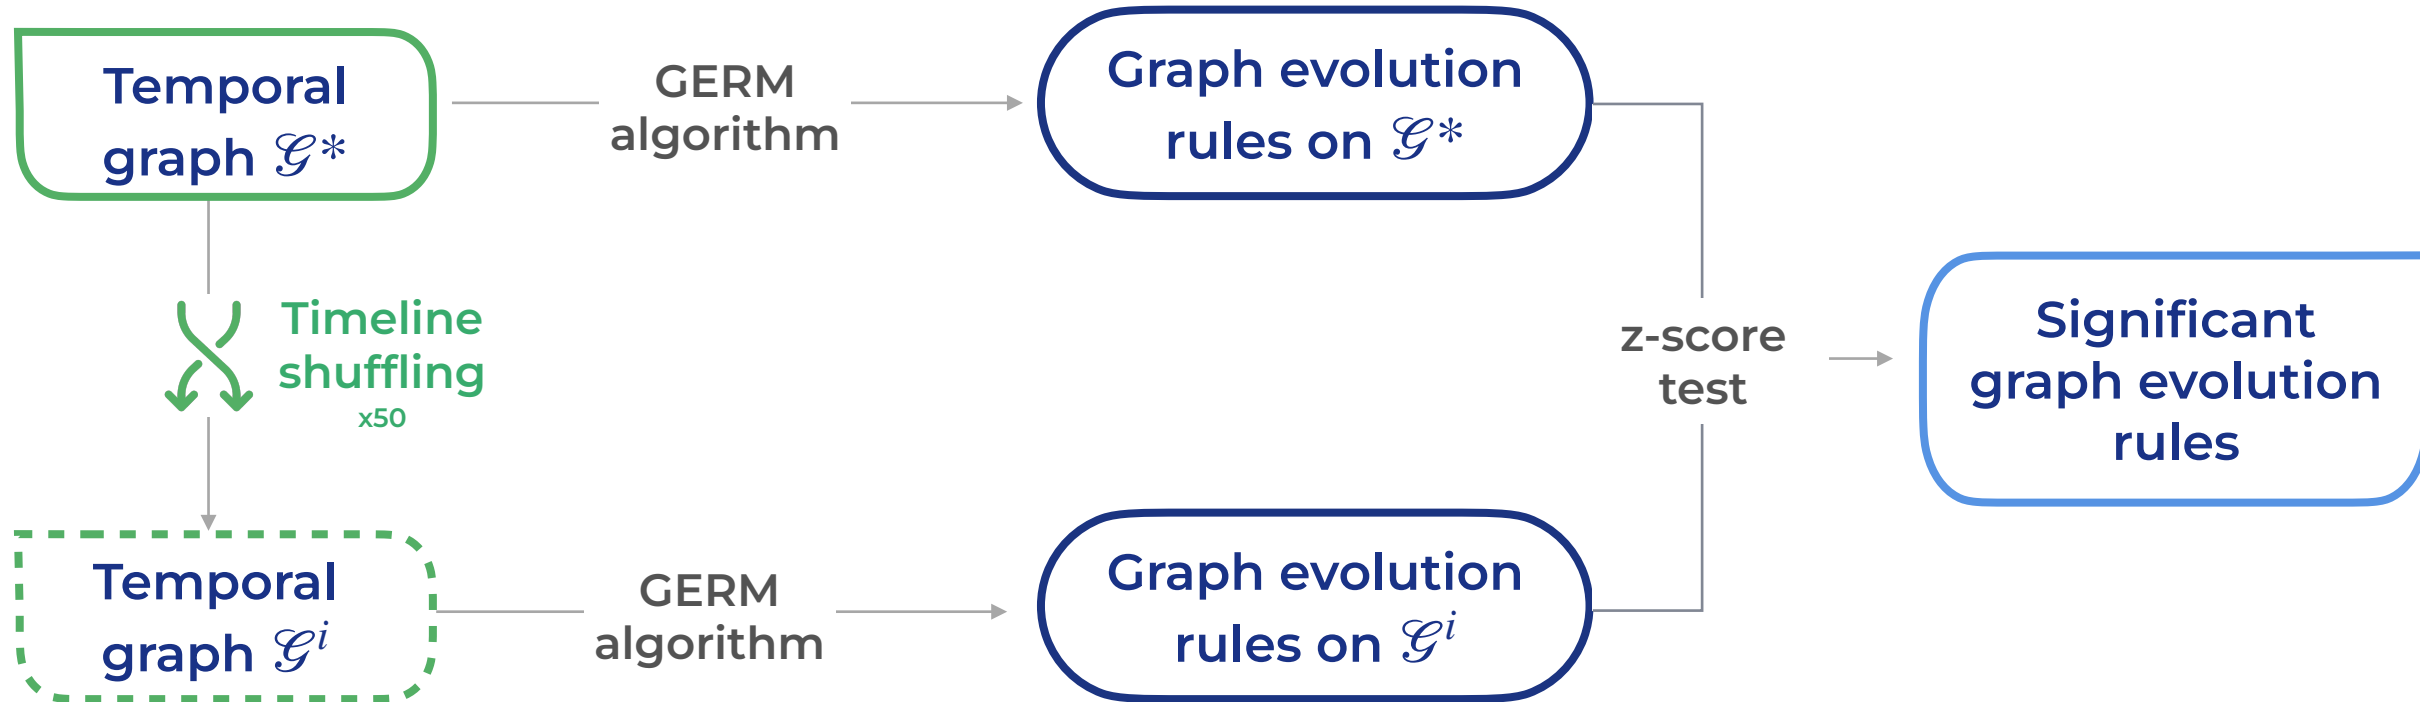 Temporal
graph 𝒢*
GERM
algorithm
Graph evolution
rules on 𝒢*
Timeline
shuffling
x50
z-score
test
Significant
graph evolution
rules
Temporal
graph 𝒢ⁱ
GERM
algorithm
Graph evolution
rules on 𝒢ⁱ